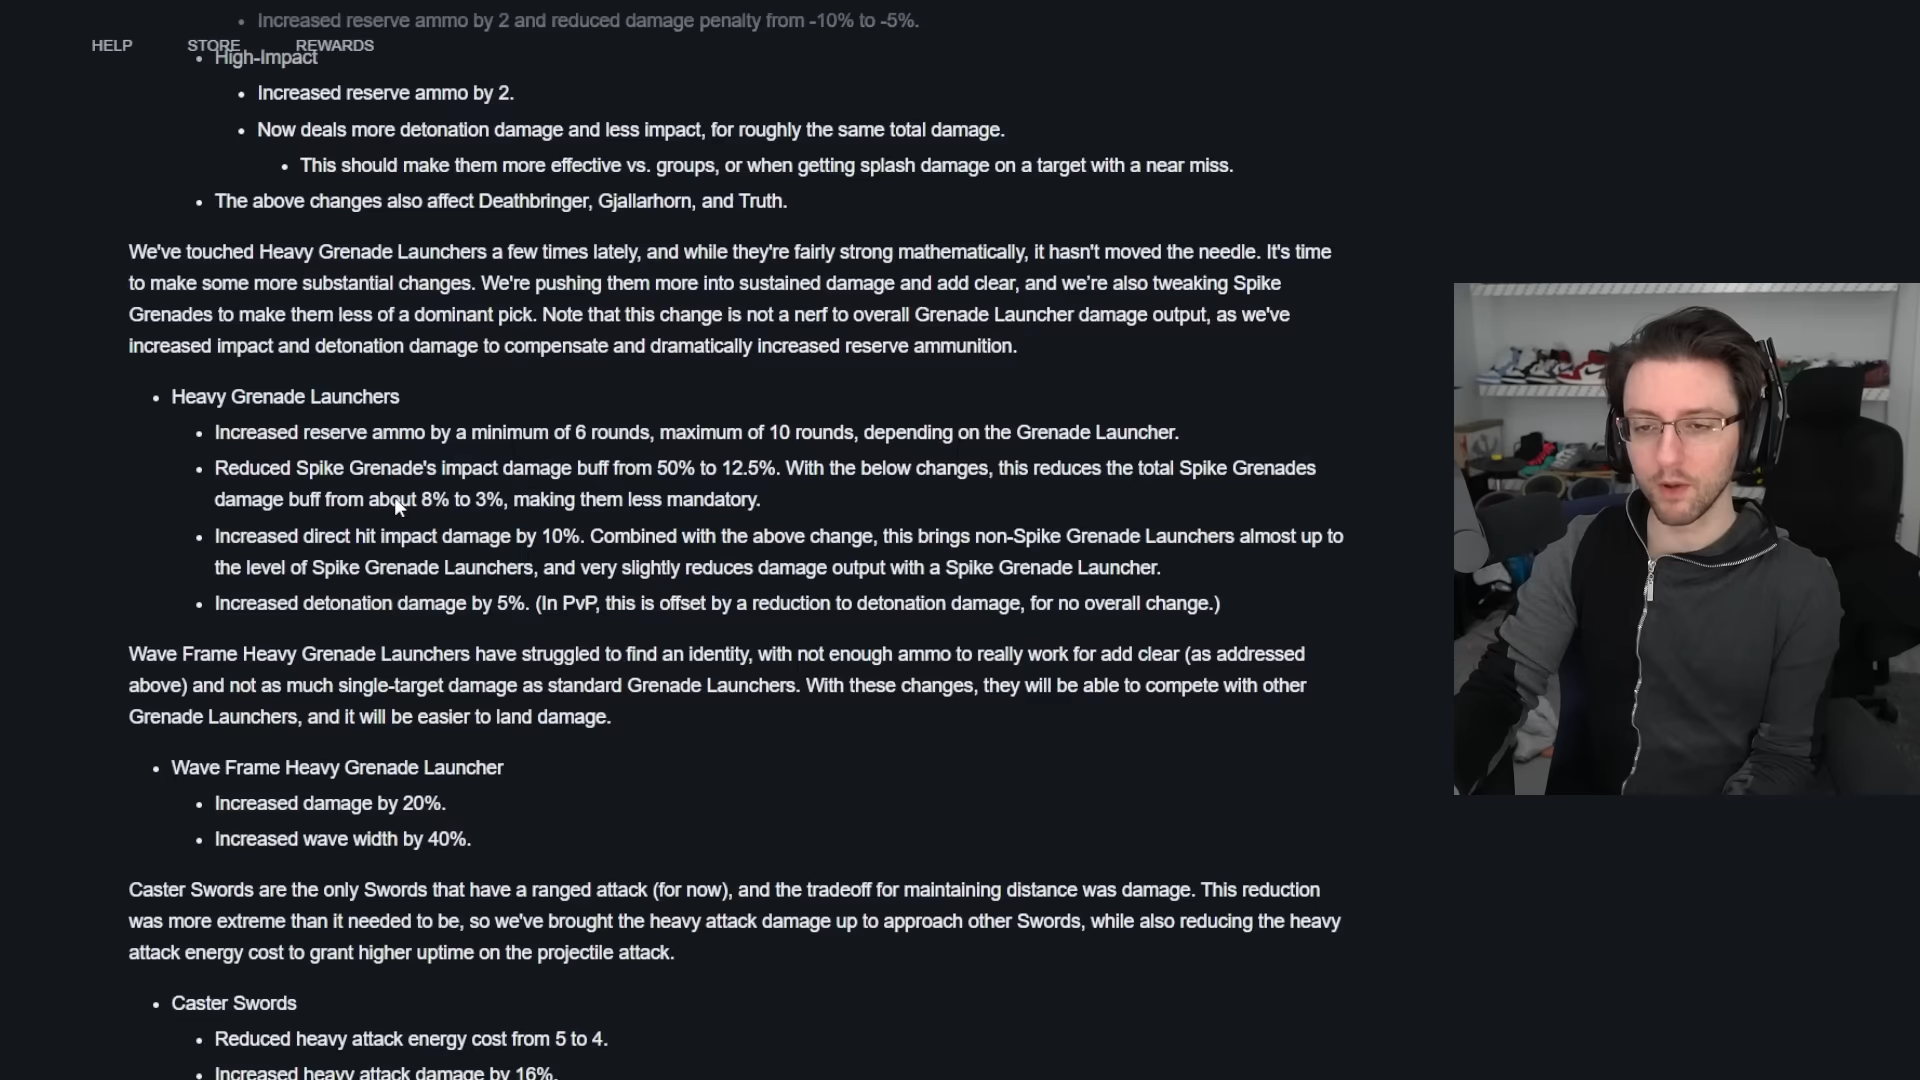 Increased reserve ammo by 2 and reduced damage penalty from -10% to -5%.
HELP STORE REWARDS
High-Impact
Increased reserve ammo by 2.
Now deals more detonation damage and less impact, for roughly the same total damage.
This should make them more effective vs. groups, or when getting splash damage on a target with a near miss.
The above changes also affect Deathbringer, Gjallarhorn, and Truth.
We've touched Heavy Grenade Launchers a few times lately, and while they're fairly strong mathematically, it hasn't moved the needle. It's time
to make some more substantial changes. We're pushing them more into sustained damage and add clear, and we're also tweaking Spike
Grenades to make them less of a dominant pick. Note that this change is not a nerf to overall Grenade Launcher damage output, as we've
increased impact and detonation damage to compensate and dramatically increased reserve ammunition.
Heavy Grenade Launchers
Increased reserve ammo by a minimum of 6 rounds, maximum of 10 rounds, depending on the Grenade Launcher.
Reduced Spike Grenade's impact damage buff from 50% to 12.5%. With the below changes, this reduces the total Spike Grenades
damage buff from about 8% to 3%, making them less mandatory.
Increased direct hit impact damage by 10%. Combined with the above change, this brings non-Spike Grenade Launchers almost up to
the level of Spike Grenade Launchers, and very slightly reduces damage output with a Spike Grenade Launcher.
Increased detonation damage by 5%. (In PvP, this is offset by a reduction to detonation damage, for no overall change.)
Wave Frame Heavy Grenade Launchers have struggled to find an identity, with not enough ammo to really work for add clear (as addressed
above) and not as much single-target damage as standard Grenade Launchers. With these changes, they will be able to compete with other
Grenade Launchers, and it will be easier to land damage.
Wave Frame Heavy Grenade Launcher
Increased damage by 20%.
Increased wave width by 40%.
Caster Swords are the only Swords that have a ranged attack (for now), and the tradeoff for maintaining distance was damage. This reduction
was more extreme than it needed to be, so we've brought the heavy attack damage up to approach other Swords, while also reducing the heavy
attack energy cost to grant higher uptime on the projectile attack.
Caster Swords
Reduced heavy attack energy cost from 5 to 4.
Increased heavy attack damage by 16%.